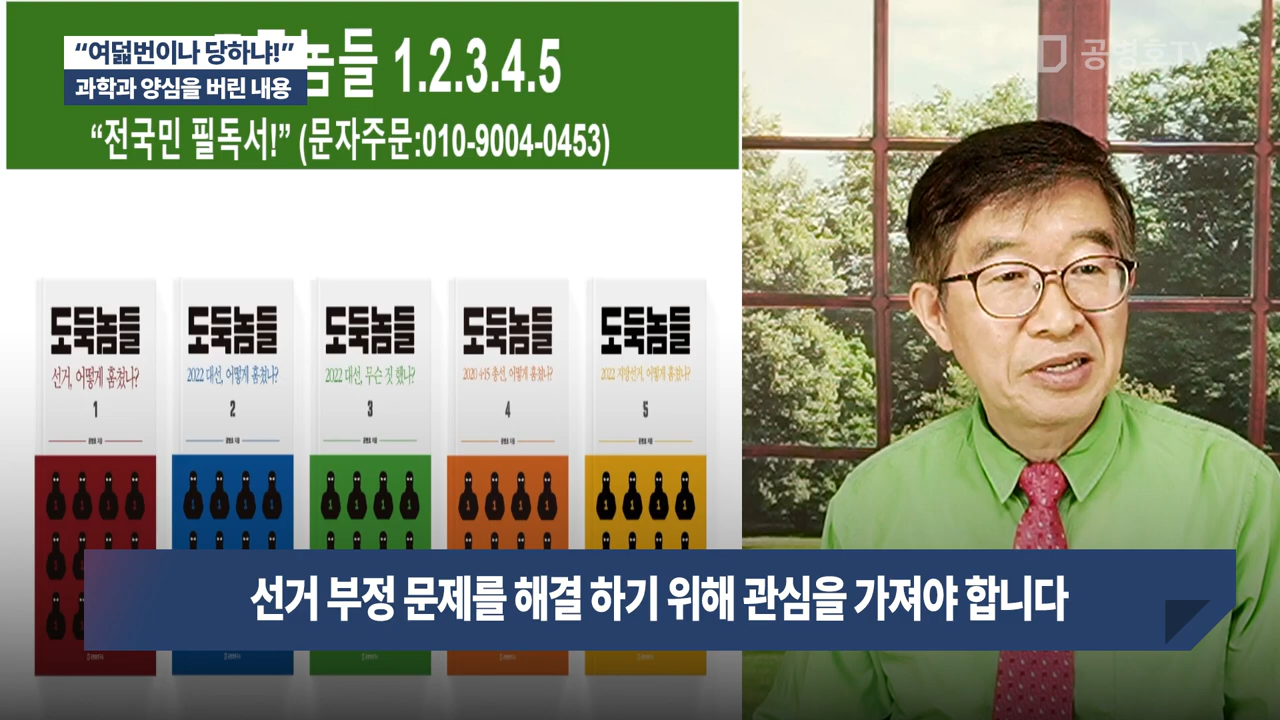 “여덟번이나 당하냐!”
과학과 양심을 버린 내용
놈들 1.2.3.4.5
“전국민 필독서!” (문자주문:010-9004-0453)
공병호TV
도둑놈들
선거, 어떻게 훔쳤나?
1
도둑놈들
2022 대선, 어떻게 훔쳤나?
2
도둑놈들
2022 대선, 무슨 짓 했나?
3
도둑놈들
2020 4·15 총선, 어떻게 훔쳤나?
4
도둑놈들
2022 지방선거, 어떻게 훔쳤나?
5
선거 부정 문제를 해결 하기 위해 관심을 가져야 합니다